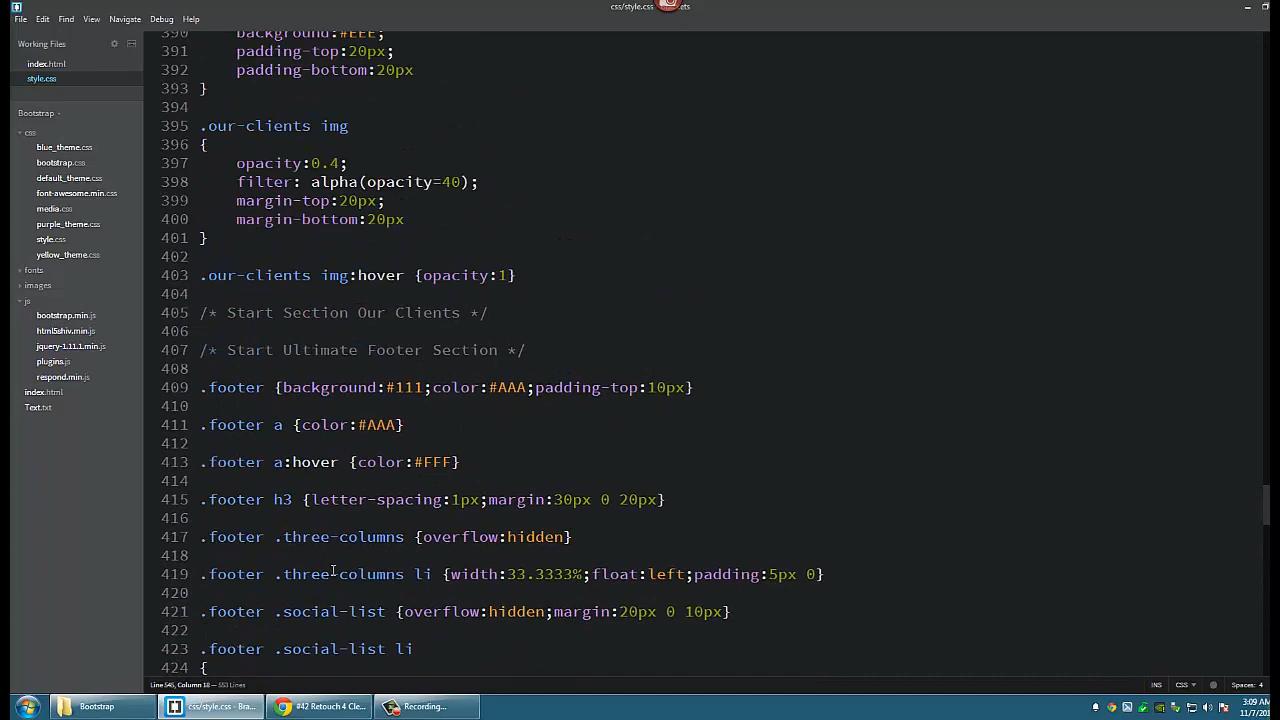 css/style.css
ets
File Edit Find View Navigate Debug Help
Working Files
index.html
style.css
Bootstrap
css
blue_theme.css
bootstrap.css
default_theme.css
font-awesome.min.css
media.css
purple_theme.css
style.css
yellow_theme.css
fonts
images
js
bootstrap.min.js
html5shiv.min.js
jquery-1.11.1.min.js
plugins.js
respond.min.js
index.html
Text.txt
390 background:#EEE;
391 padding-top:20px;
392 padding-bottom:20px
393 }
394
395 .our-clients img
396 {
397 opacity:0.4;
398 filter: alpha(opacity=40);
399 margin-top:20px;
400 margin-bottom:20px
401 }
402
403 .our-clients img:hover {opacity:1}
404
405 /* Start Section Our Clients */
406
407 /* Start Ultimate Footer Section */
408
409 .footer {background:#111;color:#AAA;padding-top:10px}
410
411 .footer a {color:#AAA}
412
413 .footer a:hover {color:#FFF}
414
415 .footer h3 {letter-spacing:1px;margin:30px 0 20px}
416
417 .footer .three-columns {overflow:hidden}
418
419 .footer .three-columns li {width:33.3333%;float:left;padding:5px 0}
420
421 .footer .social-list {overflow:hidden;margin:20px 0 10px}
422
423 .footer .social-list li
424 {
Line 545, Column 18 — 553 Lines
INS CSS Spaces: 4
Bootstrap
css/style.css - Bra...
#42 Retouch 4 Cle...
Recording...
3:09 AM
11/7/